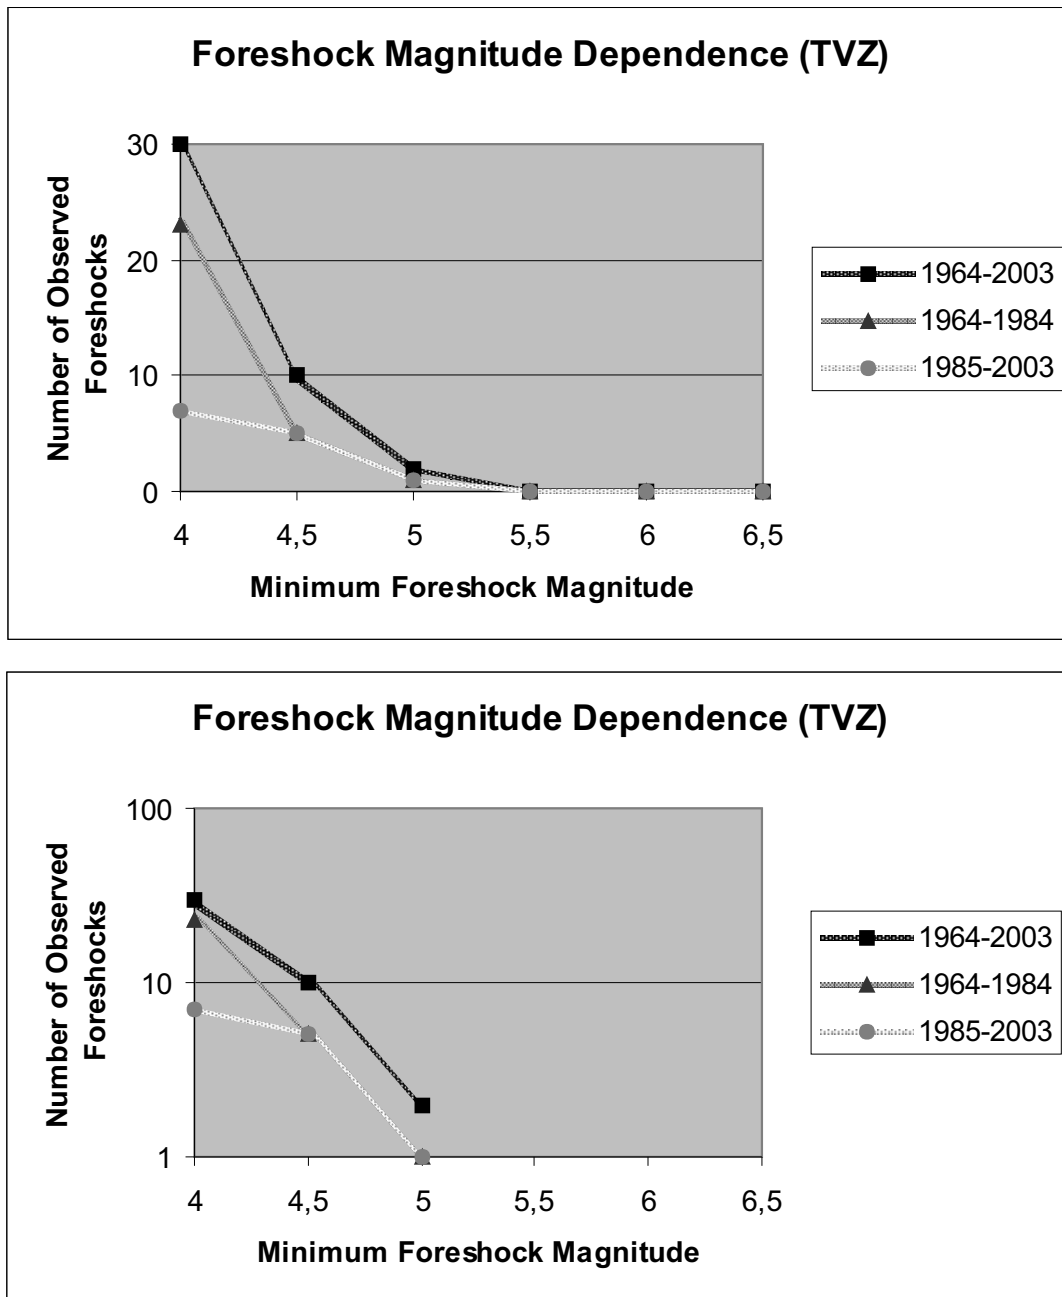 Foreshock Magnitude Dependence (TVZ)
Number of Observed
Foreshocks
30
20
10
0
4 4,5 5 5,5 6 6,5
Minimum Foreshock Magnitude
1964-2003
1964-1984
1985-2003
Foreshock Magnitude Dependence (TVZ)
Number of Observed
Foreshocks
100
10
1
4 4,5 5 5,5 6 6,5
Minimum Foreshock Magnitude
1964-2003
1964-1984
1985-2003